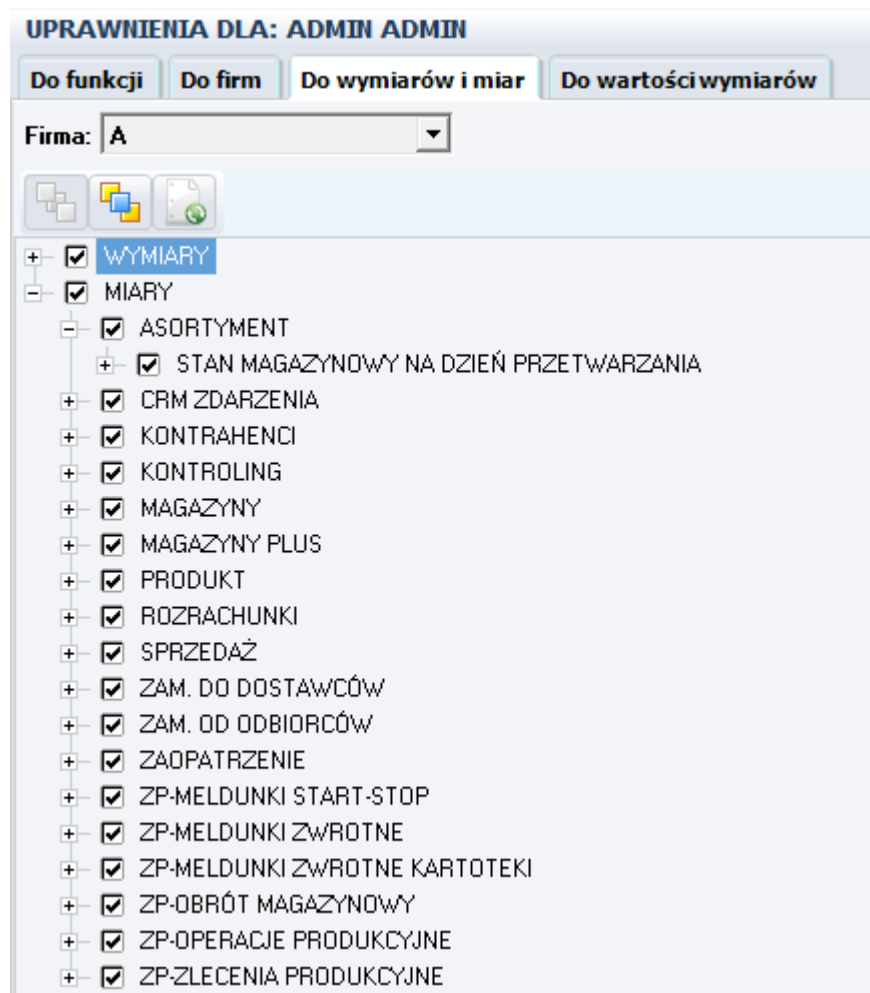 UPRAWNIENIA DLA: ADMIN ADMIN
Do funkcji Do firm Do wymiarów i miar Do wartości wymiarów
Firma: A
WYMIARY
MIARY
ASORTYMENT
STAN MAGAZYNOWY NA DZIEŃ PRZETWARZANIA
CRM ZDARZENIA
KONTRAHENCI
KONTROLING
MAGAZYNY
MAGAZYNY PLUS
PRODUKT
ROZRACHUNKI
SPRZEDAŻ
ZAM. DO DOSTAWCÓW
ZAM. OD ODBIORCÓW
ZAOPATRZENIE
ZP-MELDUNKI START-STOP
ZP-MELDUNKI ZWROTNE
ZP-MELDUNKI ZWROTNE KARTOTEKI
ZP-OBRÓT MAGAZYNOWY
ZP-OPERACJE PRODUKCYJNE
ZP-ZLECENIA PRODUKCYJNE